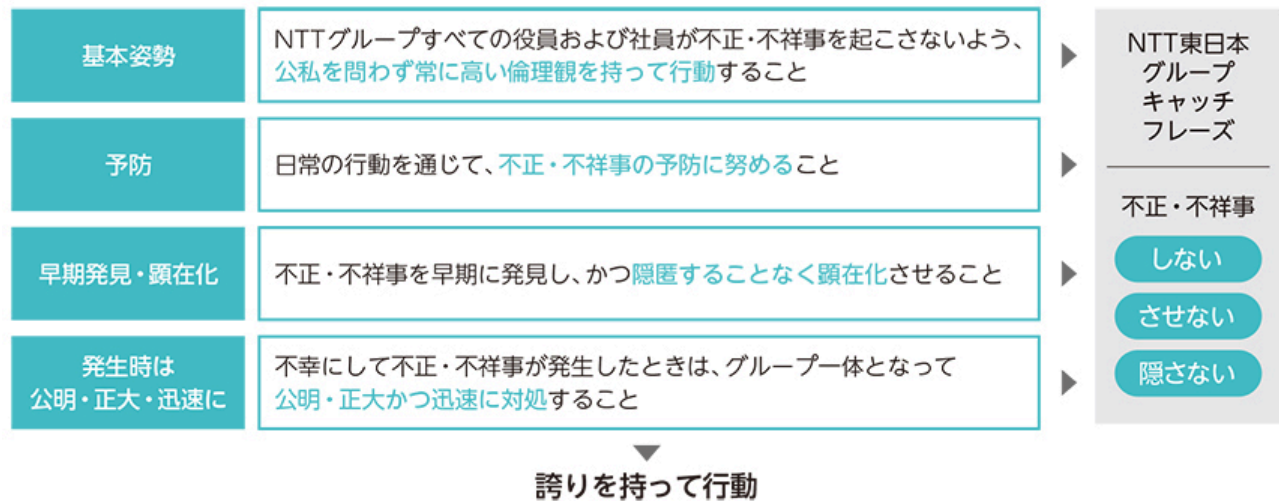 基本姿勢
NTTグループすべての役員および社員が不正・不祥事を起こさないよう、
公私を問わず常に高い倫理観を持って行動すること
予防
日常の行動を通じて、不正・不祥事の予防に努めること
早期発見・顕在化
不正・不祥事を早期に発見し、かつ隠匿することなく顕在化させること
発生時は
公明・正大・迅速に
不幸にして不正・不祥事が発生したときは、グループ一体となって
公明・正大かつ迅速に対処すること
NTT東日本
グループ
キャッチ
フレーズ
不正・不祥事
しない
させない
隠さない
誇りを持って行動